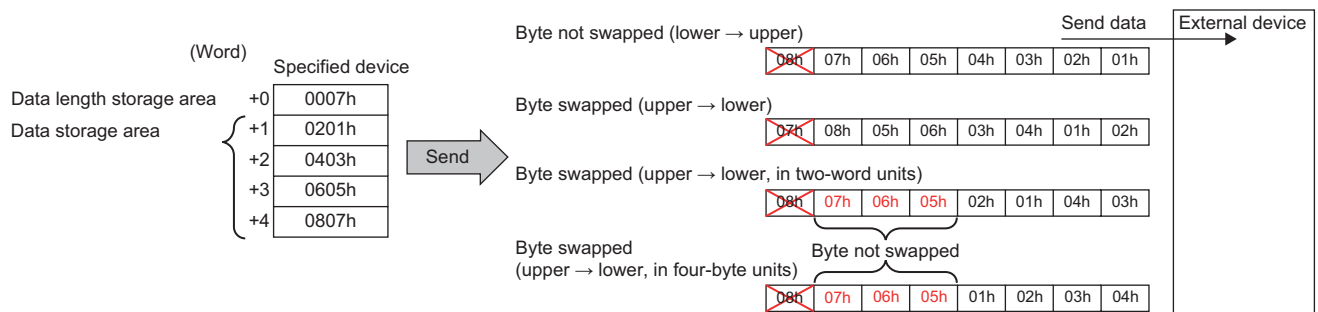 (Word)
Specified device
Data length storage area +0 0007h
Data storage area +1 0201h
+2 0403h
+3 0605h
+4 0807h
Send
Send data
External device
Byte not swapped (lower → upper)
08h 07h 06h 05h 04h 03h 02h 01h
Byte swapped (upper → lower)
07h 08h 05h 06h 03h 04h 01h 02h
Byte swapped (upper → lower, in two-word units)
08h 07h 06h 05h 02h 01h 04h 03h
Byte not swapped
Byte swapped
(upper → lower, in four-byte units)
08h 07h 06h 05h 01h 02h 03h 04h